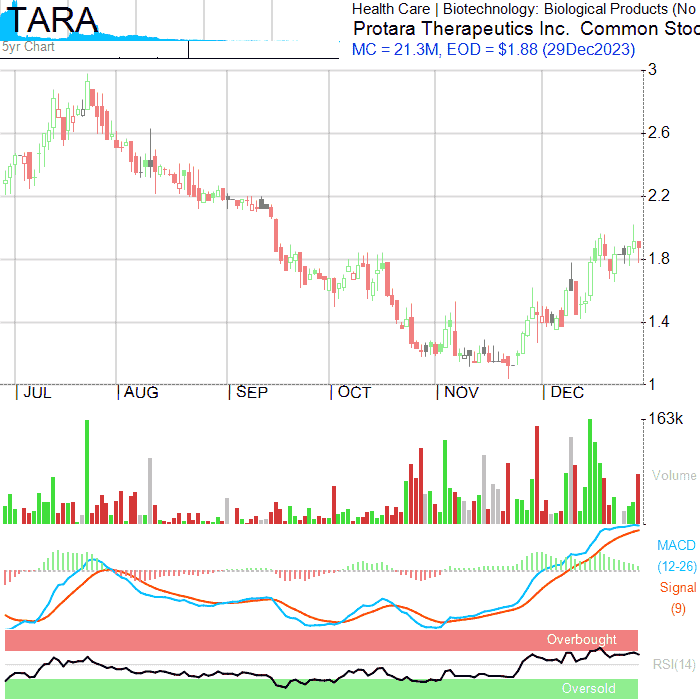 TARA
5yr Chart
Health Care | Biotechnology: Biological Products (No
Protara Therapeutics Inc.  Common Stoc
MC = 21.3M, EOD = $1.88 (29Dec2023)
3
2.6
2.2
1.8
1.4
1
| JUL | AUG | SEP | OCT | NOV | DEC
163k
Volume
MACD
(12-26)
Signal
(9)
Overbought
RSI(14)
Oversold